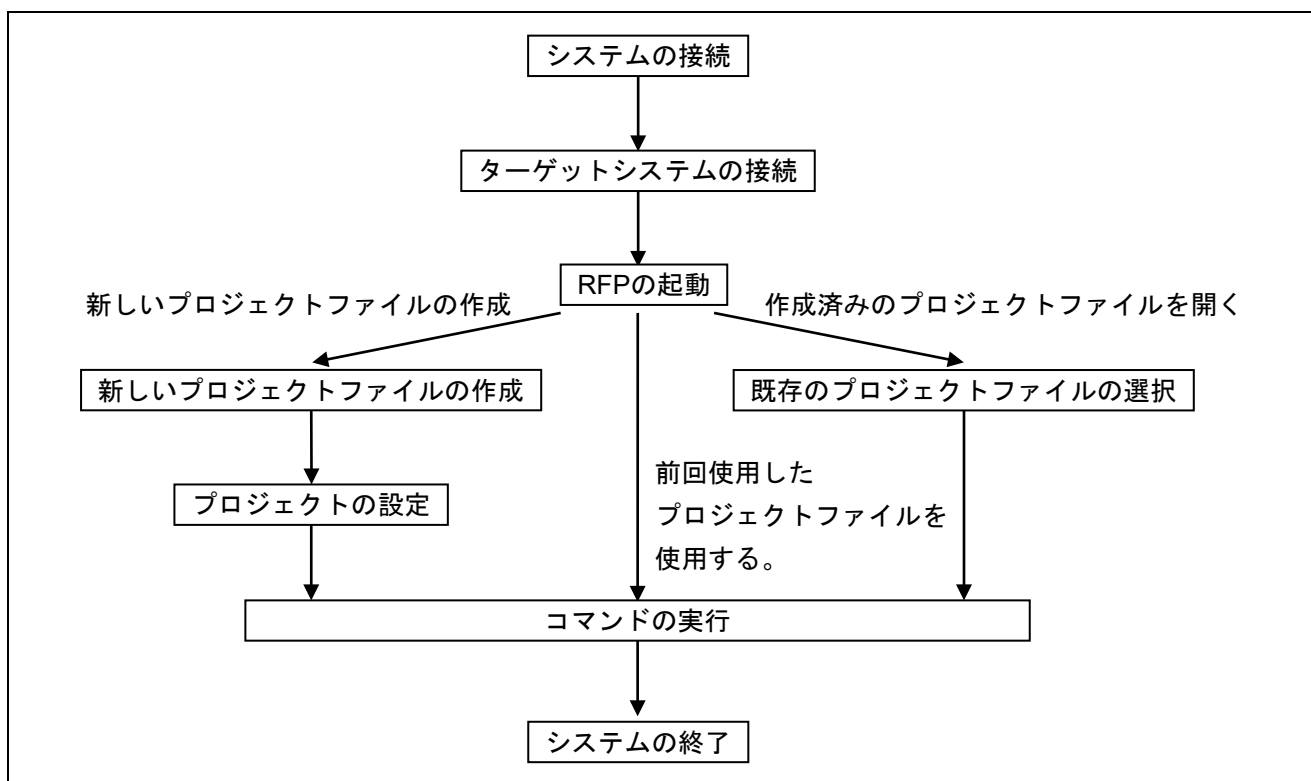 システムの接続
ターゲットシステムの接続
RFPの起動
新しいプロジェクトファイルの作成
作成済みのプロジェクトファイルを開く
新しいプロジェクトファイルの作成
既存のプロジェクトファイルの選択
前回使用した
プロジェクトファイルを
使用する。
プロジェクトの設定
コマンドの実行
システムの終了